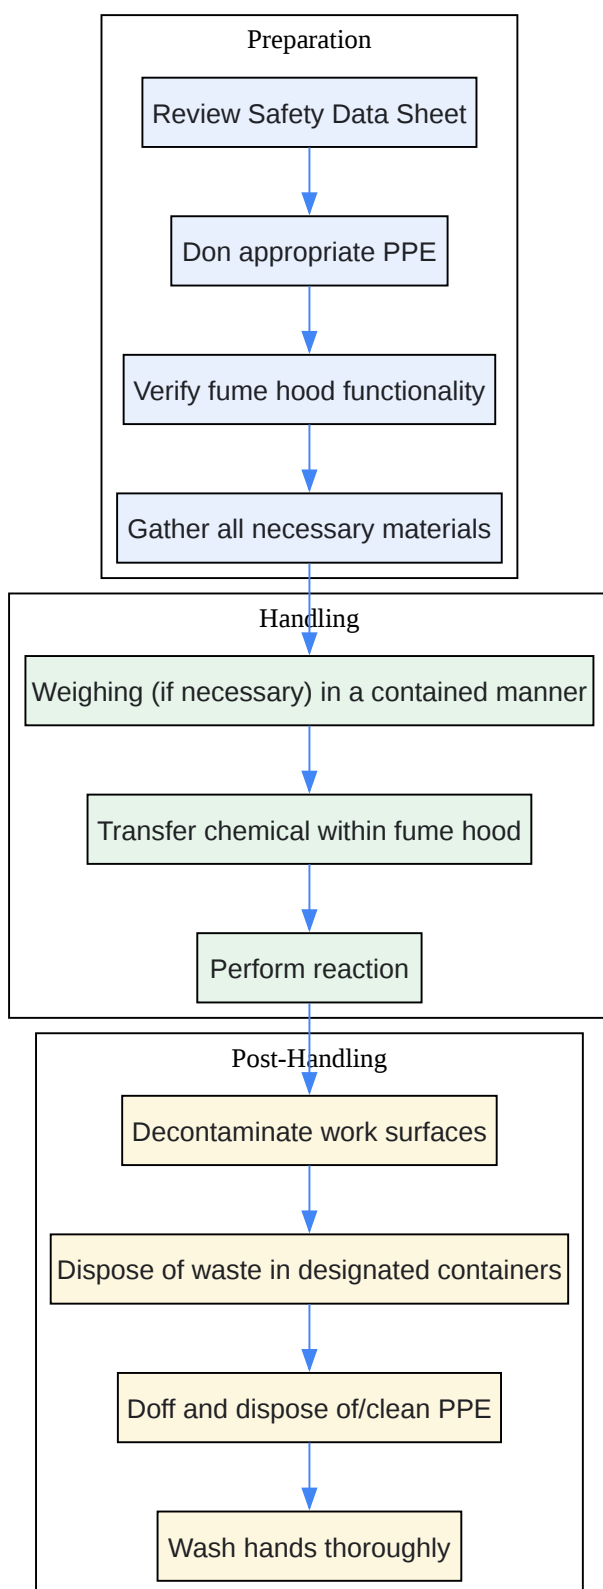 Preparation
Review Safety Data Sheet
Don appropriate PPE
Verify fume hood functionality
Gather all necessary materials
Handling
Weighing (if necessary) in a contained manner
Transfer chemical within fume hood
Perform reaction
Post-Handling
Decontaminate work surfaces
Dispose of waste in designated containers
Doff and dispose of/clean PPE
Wash hands thoroughly